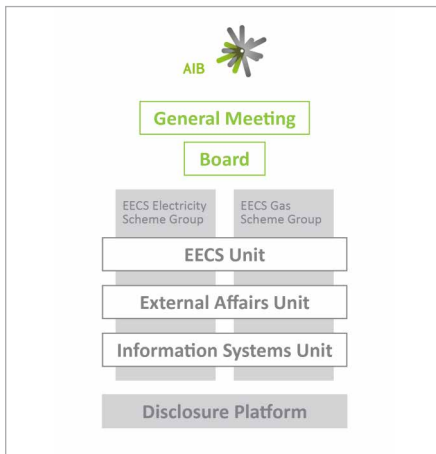 AIB
General Meeting
Board
EECS Electricity
Scheme Group
EECS Gas
Scheme Group
EECS Unit
External Affairs Unit
Information Systems Unit
Disclosure Platform